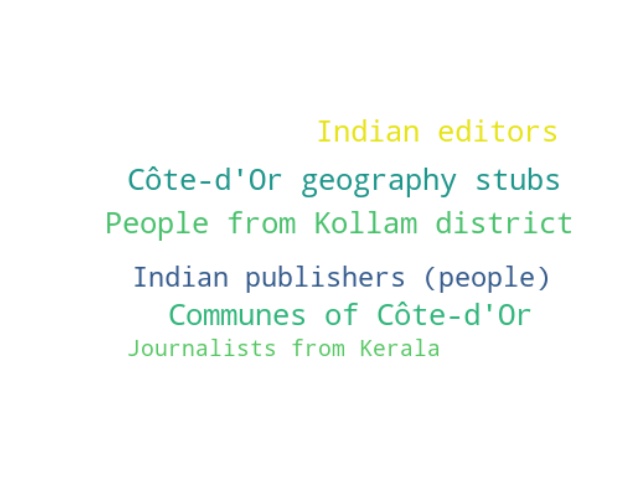 Indian editors
Côte-d'Or geography stubs
People from Kollam district
Indian publishers (people)
Communes of Côte-d'Or
Journalists from Kerala